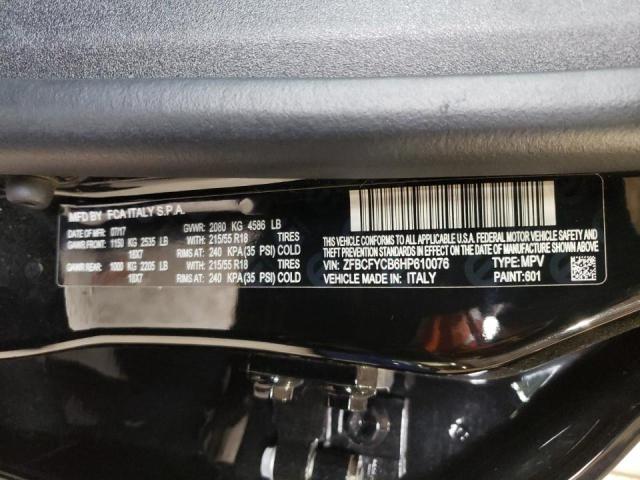 MFD BY FCA ITALY S.P.A.
DATE OF MFR: 07/17 GVWR: 2080 KG 4586 LB
GAWR FRONT: 1150 KG 2535 LB WITH: 215/55 R18 TIRES
18X7 RIMS AT: 240 KPA(35 PSI) COLD
GAWR REAR: 1000 KG 2205 LB WITH: 215/55 R18 TIRES
18X7 RIMS AT: 240 KPA(35 PSI) COLD
THIS VEHICLE CONFORMS TO ALL APPLICABLE U.S.A. FEDERAL MOTOR VEHICLE SAFETY
AND THEFT PREVENTION STANDARDS IN EFFECT ON THE DATE OF MANUFACTURE SHOWN ABOVE.
VIN: ZFBCFYCB6HP610076 TYPE: MPV
VEHICLE MADE IN: ITALY PAINT: 601